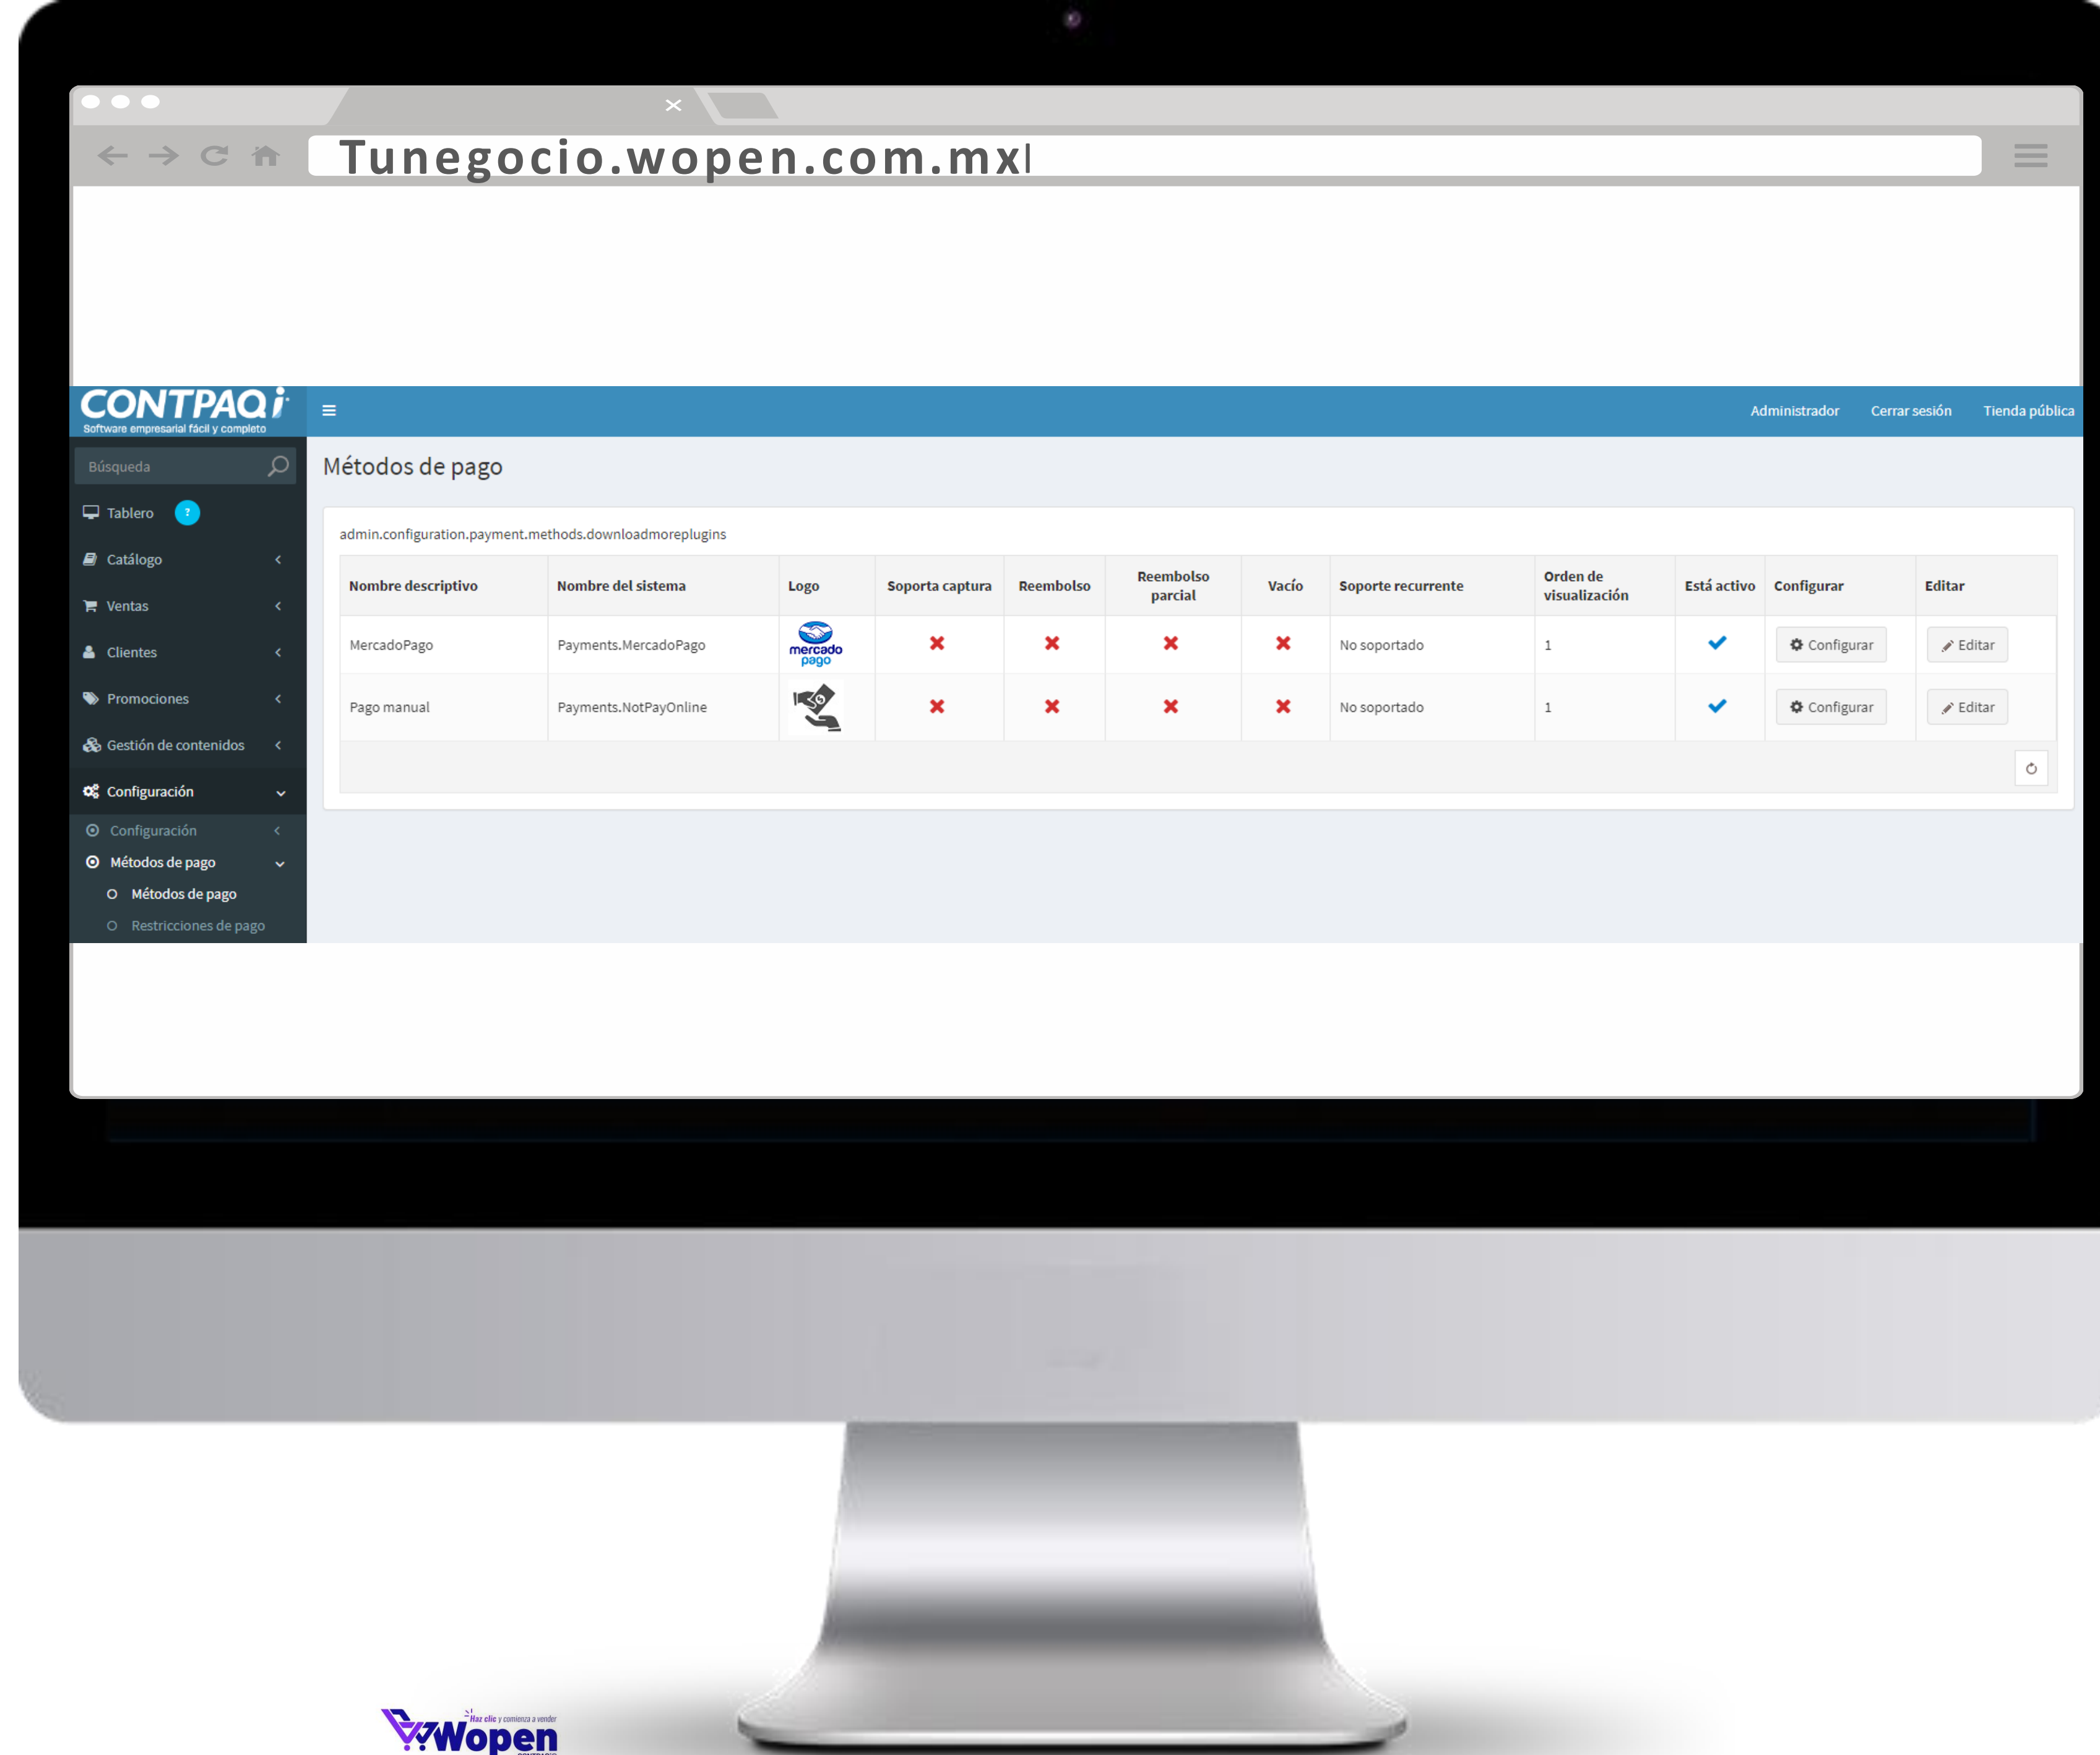 Tunegocio.wopen.com.mx
CONTPAQi
Software empresarial fácil y completo
Administrador Cerrar sesión Tienda pública
Búsqueda
Métodos de pago
Tablero ?
Catálogo
Ventas
Clientes
Promociones
Gestión de contenidos
Configuración
Configuración
Métodos de pago
Métodos de pago
Restricciones de pago
admin.configuration.payment.methods.downloadmoreplugins
Nombre descriptivo Nombre del sistema Logo Soporta captura Reembolso Reembolso parcial Vacío Soporte recurrente Orden de visualización Está activo Configurar Editar
MercadoPago Payments.MercadoPago mercado pago No soportado 1 Configurar Editar
Pago manual Payments.NotPayOnline No soportado 1 Configurar Editar
Haz clic y comienza a vender
Wopen